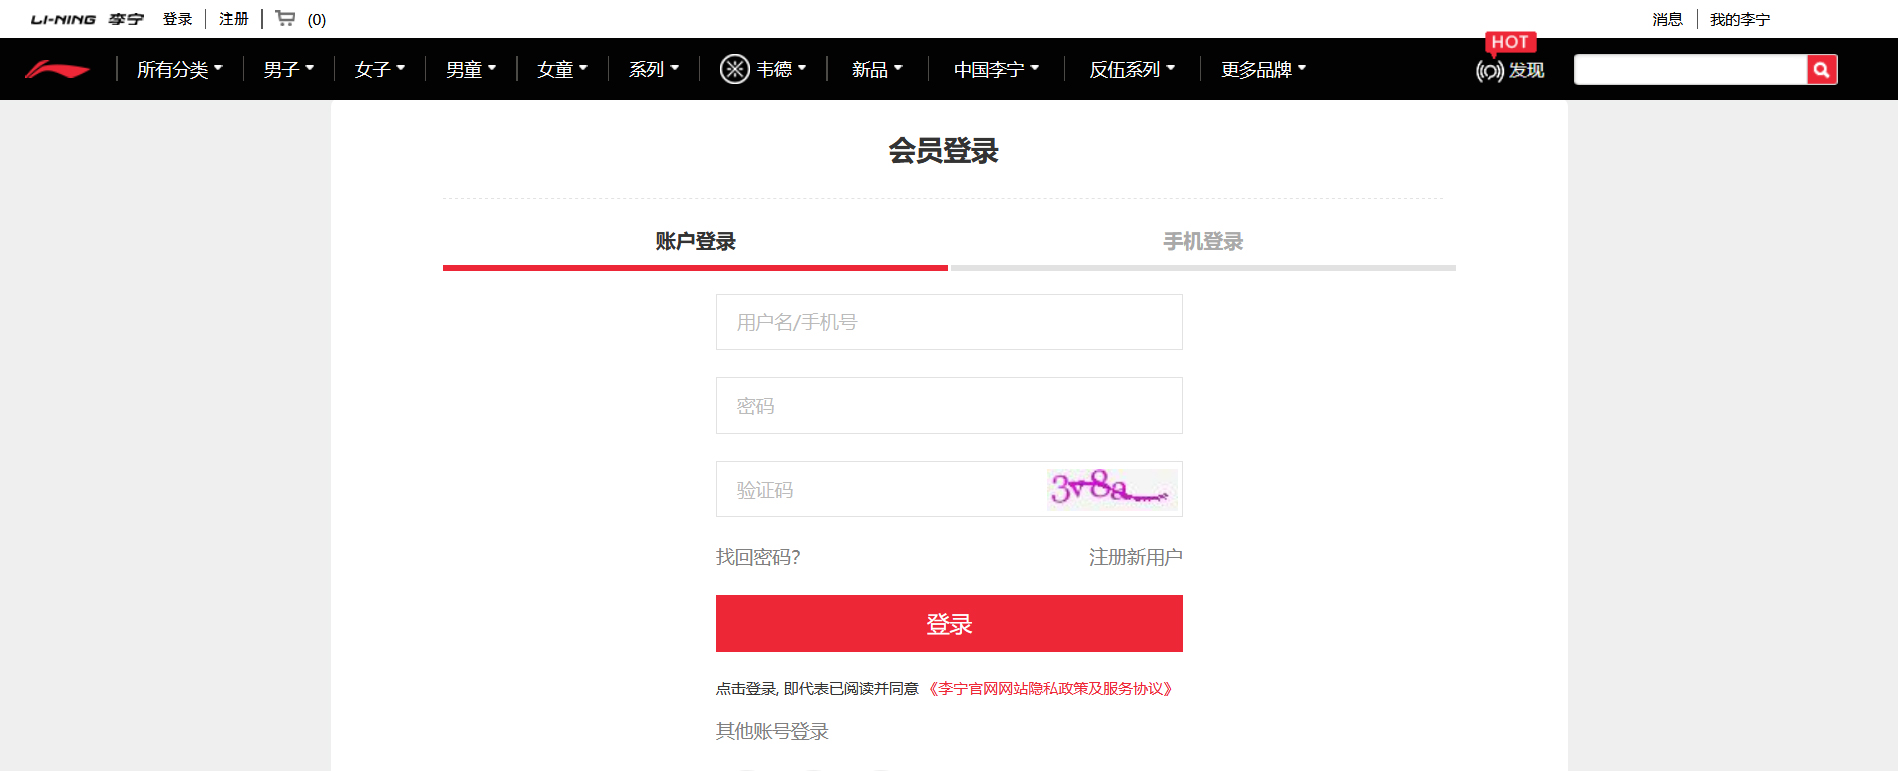 LI-NING 李宁 登录 注册 (0) 消息 我的李宁
HOT
所有分类 男子 女子 男童 女童 系列 韦德 新品 中国李宁 反伍系列 更多品牌 发现
会员登录
账户登录 手机登录
用户名/手机号
密码
验证码 3v8a
找回密码? 注册新用户
登录
点击登录, 即代表已阅读并同意 《李宁官网网站隐私政策及服务协议》
其他账号登录